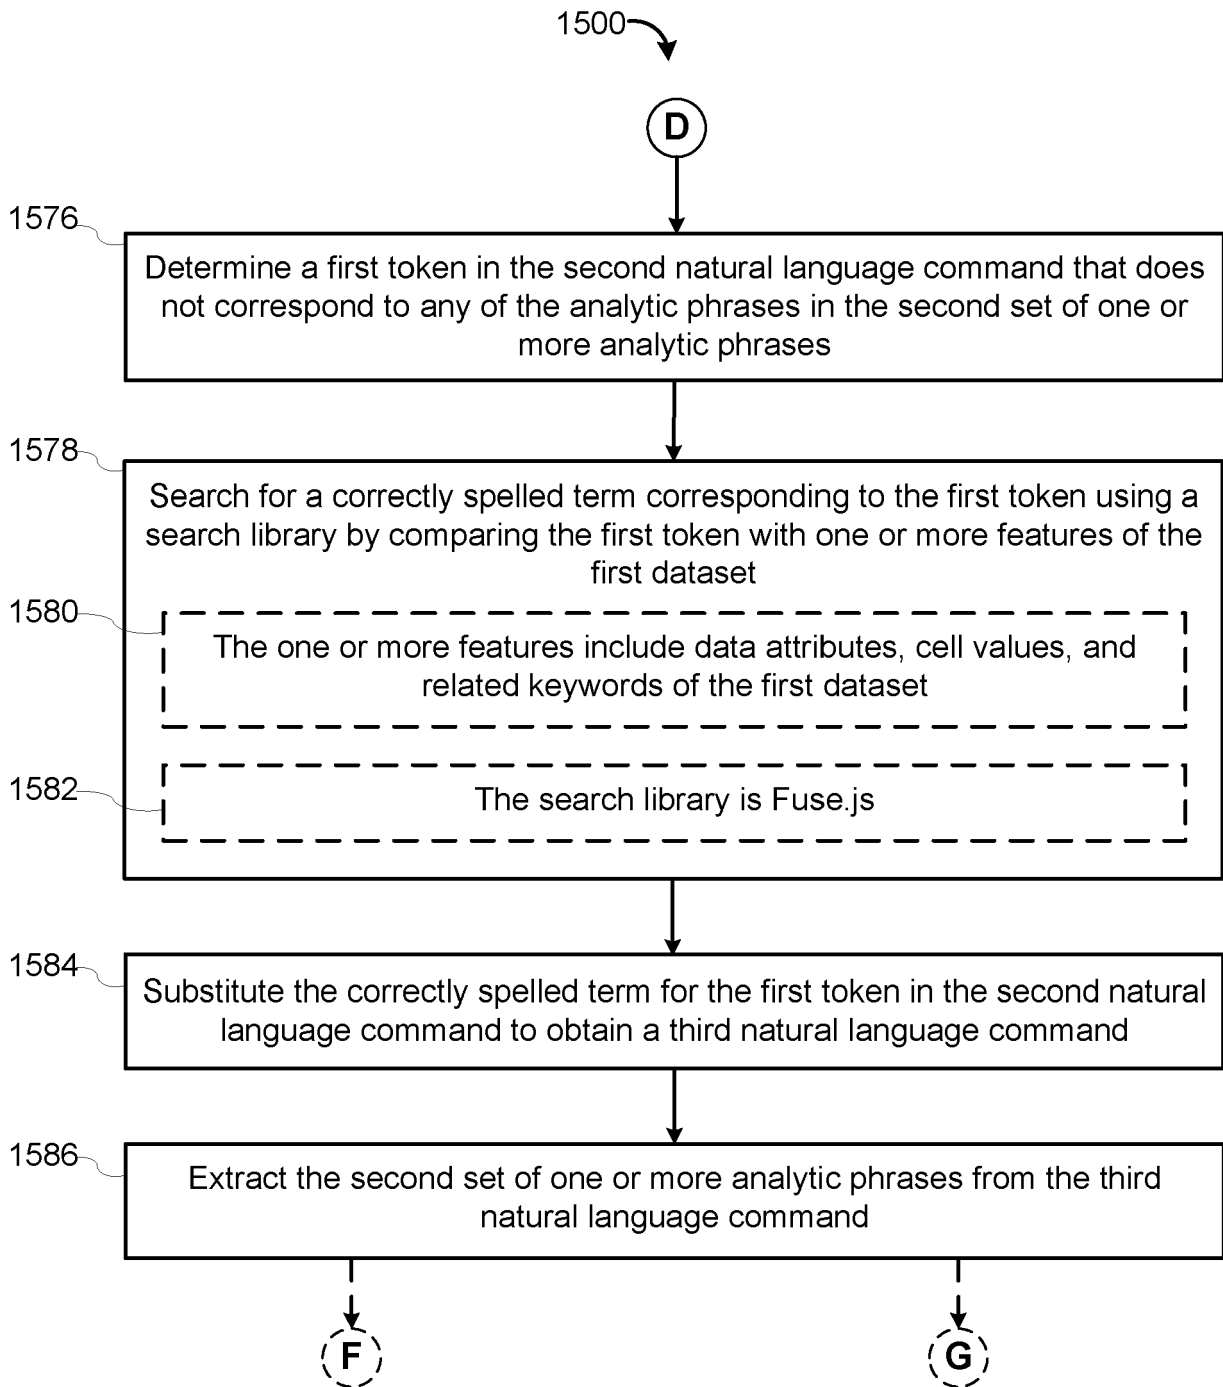 1500
D
1576
Determine a first token in the second natural language command that does
not correspond to any of the analytic phrases in the second set of one or
more analytic phrases
1578
Search for a correctly spelled term corresponding to the first token using a
search library by comparing the first token with one or more features of the
first dataset
1580
The one or more features include data attributes, cell values, and
related keywords of the first dataset
1582
The search library is Fuse.js
1584
Substitute the correctly spelled term for the first token in the second natural
language command to obtain a third natural language command
1586
Extract the second set of one or more analytic phrases from the third
natural language command
F
G